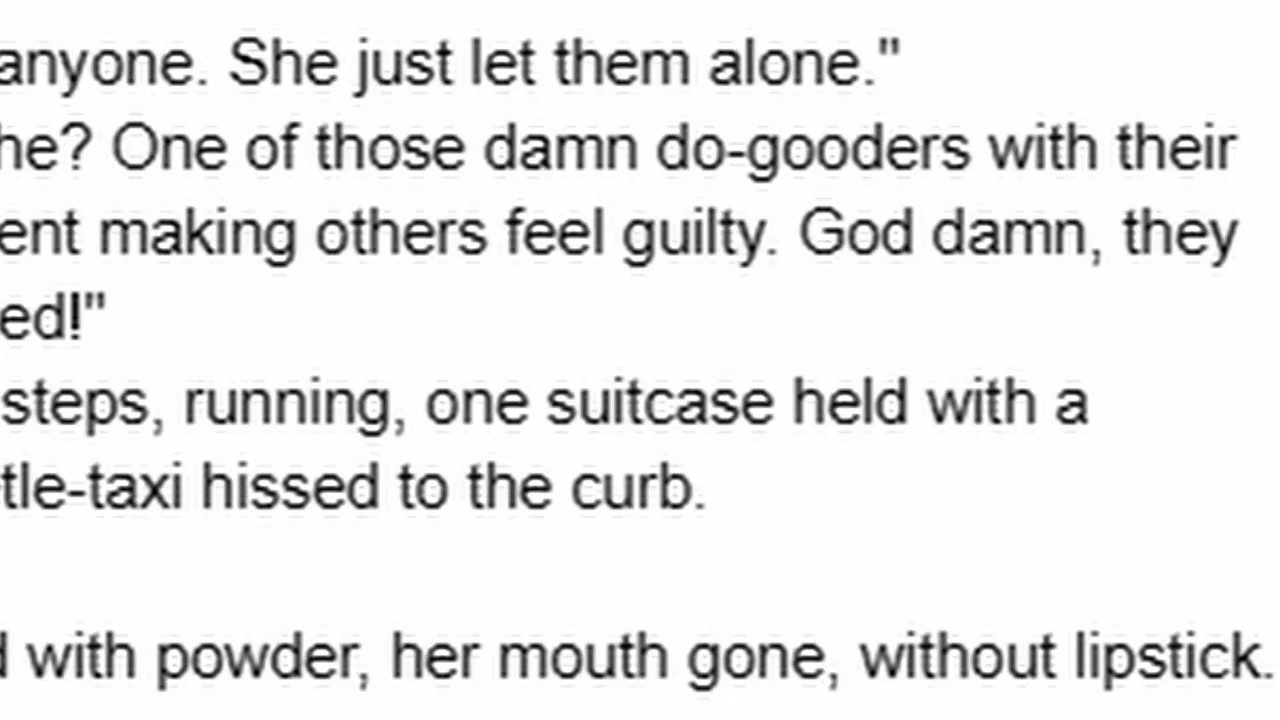 anyone. She just let them alone."
he? One of those damn do-gooders with their
ent making others feel guilty. God damn, they
ed!"
steps, running, one suitcase held with a
tle-taxi hissed to the curb.
with powder, her mouth gone, without lipstick.